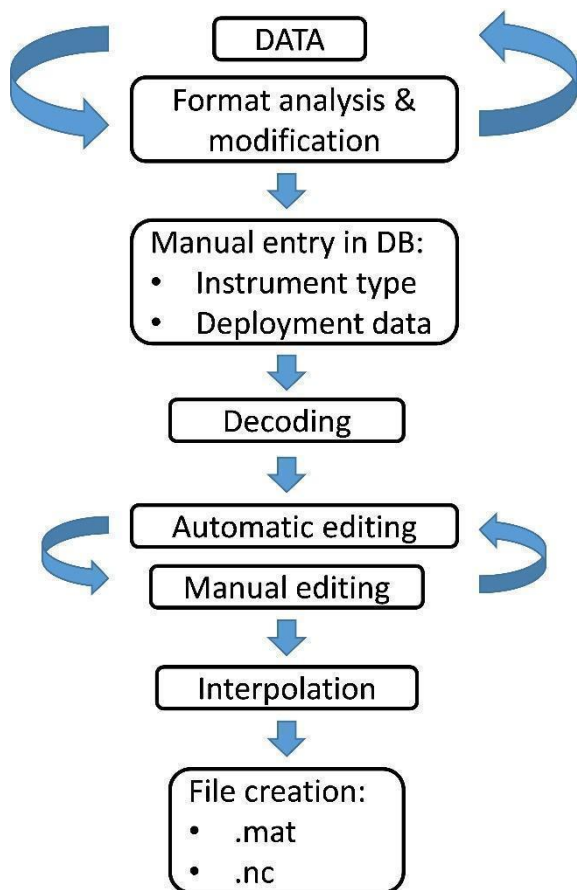 DATA
Format analysis &
modification
Manual entry in DB:
• Instrument type
• Deployment data
Decoding
Automatic editing
Manual editing
Interpolation
File creation:
• .mat
• .nc